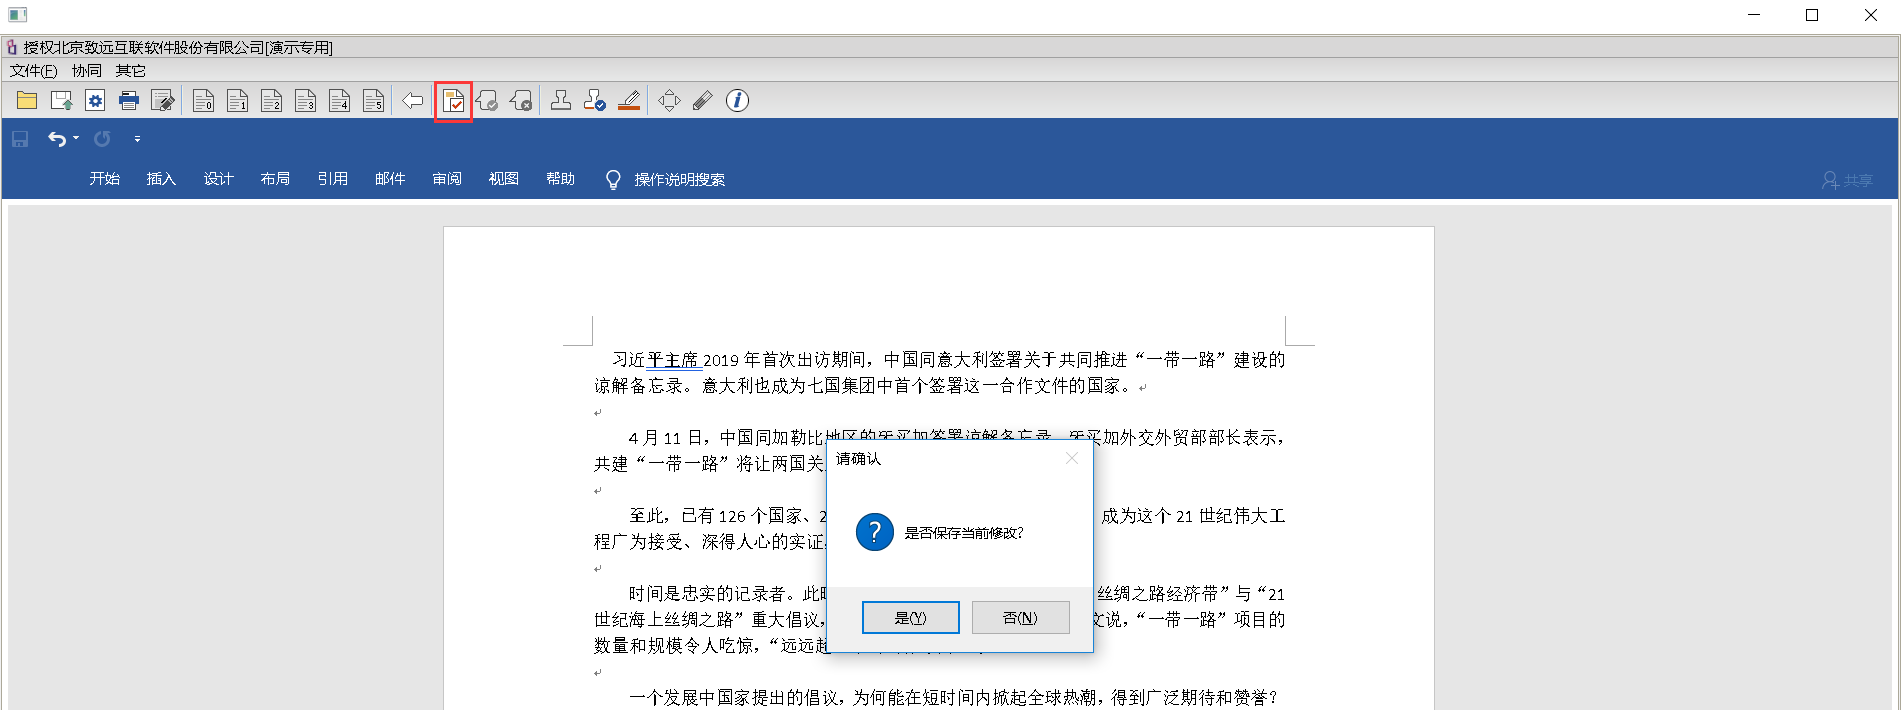 授权北京致远互联软件股份有限公司[演示专用]
文件(F) 协同 其它
0 1 2 3 4 5
开始 插入 设计 布局 引用 邮件 审阅 视图 帮助 操作说明搜索 共享
习近平主席 2019 年首次出访期间，中国同意大利签署关于共同推进“一带一路”建设的
谅解备忘录。意大利也成为七国集团中首个签署这一合作文件的国家。
4 月 11 日，中国同加勒比地区的牙买加签署谅解备忘录。牙买加外交外贸部部长表示，
共建“一带一路”将让两国关
至此，已有 126 个国家、2 成为这个 21 世纪伟大工
程广为接受、深得人心的实证
时间是忠实的记录者。此 丝绸之路经济带”与“21
世纪海上丝绸之路”重大倡议， 文说，“一带一路”项目的
数量和规模令人吃惊，“远远超
一个发展中国家提出的倡议，为何能在短时间内掀起全球热潮，得到广泛期待和赞誉？
请确认
是否保存当前修改?
是(Y) 否(N)